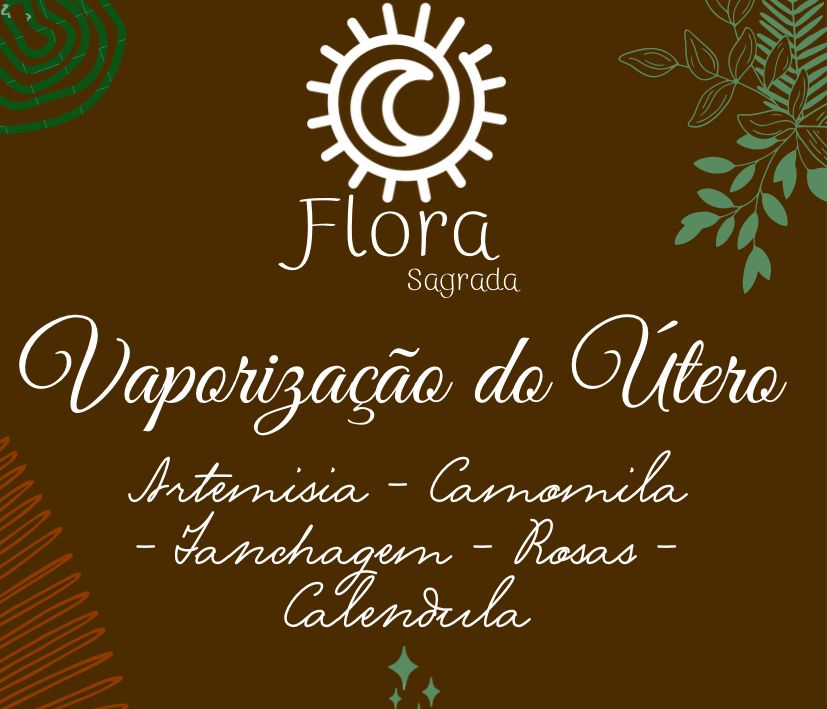 Flora
Sagrada
Vaporização do Útero
Artemisia - Camomila
- Tanchagem - Rosas -
Calendula